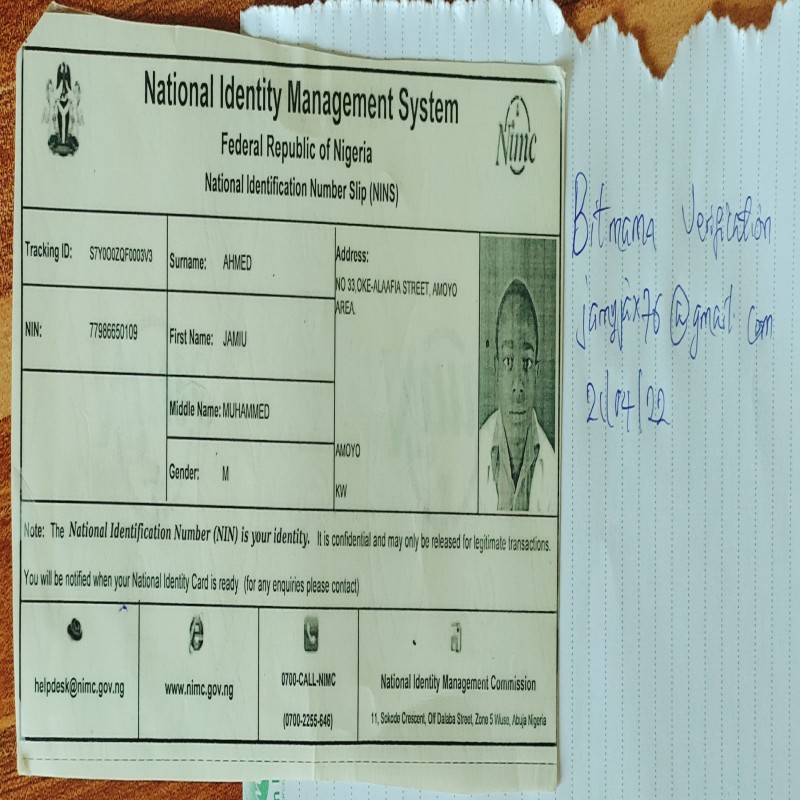 National Identity Management System
Federal Republic of Nigeria
National Identification Number Slip (NINS)
Nimc
Tracking ID: S7Y0O0ZQF0003V3
NIN: 77986650109
Surname: AHMED
First Name: JAMIU
Middle Name: MUHAMMED
Gender: M
Address:
NO 33,OKE-ALAAFIA STREET, AMOYO
AREA.
AMOYO
KW
Note: The National Identification Number (NIN) is your identity. It is confidential and may only be released for legitimate transactions.
You will be notified when your National Identity Card is ready (for any enquiries please contact)
helpdesk@nimc.gov.ng
www.nimc.gov.ng
0700-CALL-NIMC
(0700-2255-646)
National Identity Management Commission
11, Sokode Crescent, Off Dalaba Street, Zone 5 Wuse, Abuja Nigeria
Bitmama Verification
jamyjax76@gmail.com
21/04/22